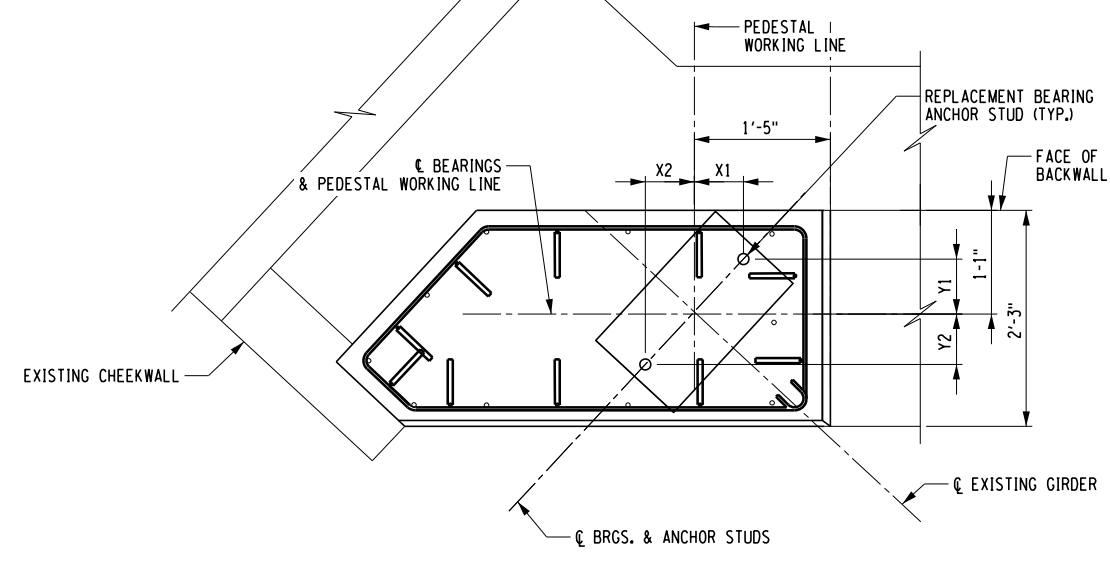 PEDESTAL
WORKING LINE
REPLACEMENT BEARING
ANCHOR STUD (TYP.)
1'-5"
FACE OF
BACKWALL
℄ BEARINGS
& PEDESTAL WORKING LINE
X2
X1
1'-1"
Y1
2'-3"
Y2
EXISTING CHEEKWALL
℄ EXISTING GIRDER
℄ BRGS. & ANCHOR STUDS